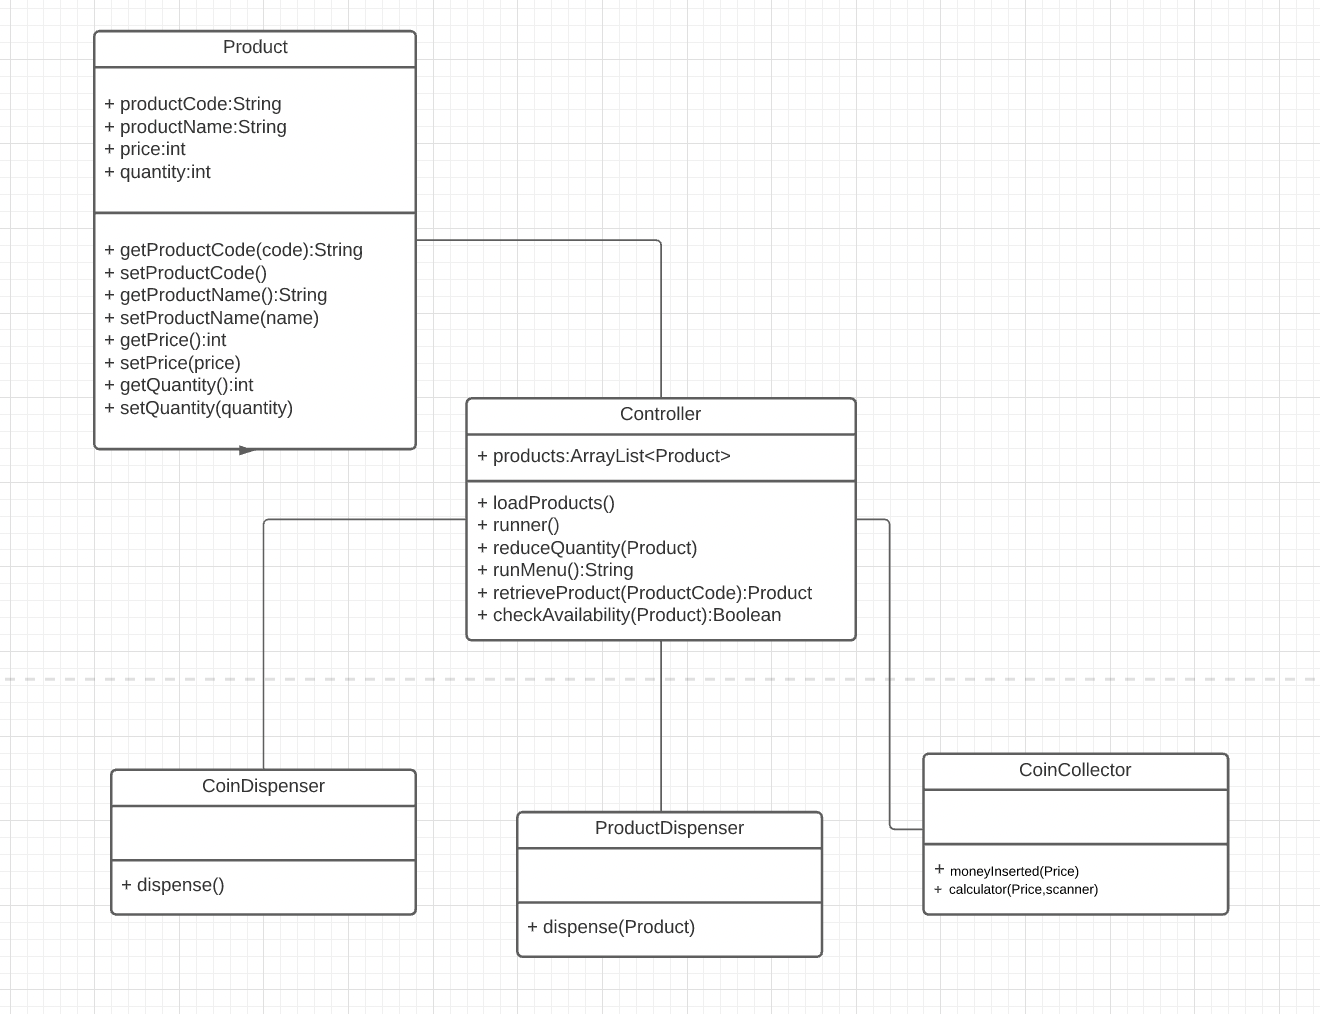 Product
+ productCode:String
+ productName:String
+ price:int
+ quantity:int
+ getProductCode(code):String
+ setProductCode()
+ getProductName():String
+ setProductName(name)
+ getPrice():int
+ setPrice(price)
+ getQuantity():int
+ setQuantity(quantity)
Controller
+ products:ArrayList<Product>
+ loadProducts()
+ runner()
+ reduceQuantity(Product)
+ runMenu():String
+ retrieveProduct(ProductCode):Product
+ checkAvailability(Product):Boolean
CoinDispenser
+ dispense()
ProductDispenser
+ dispense(Product)
CoinCollector
+ moneyInserted(Price)
+ calculator(Price,scanner)